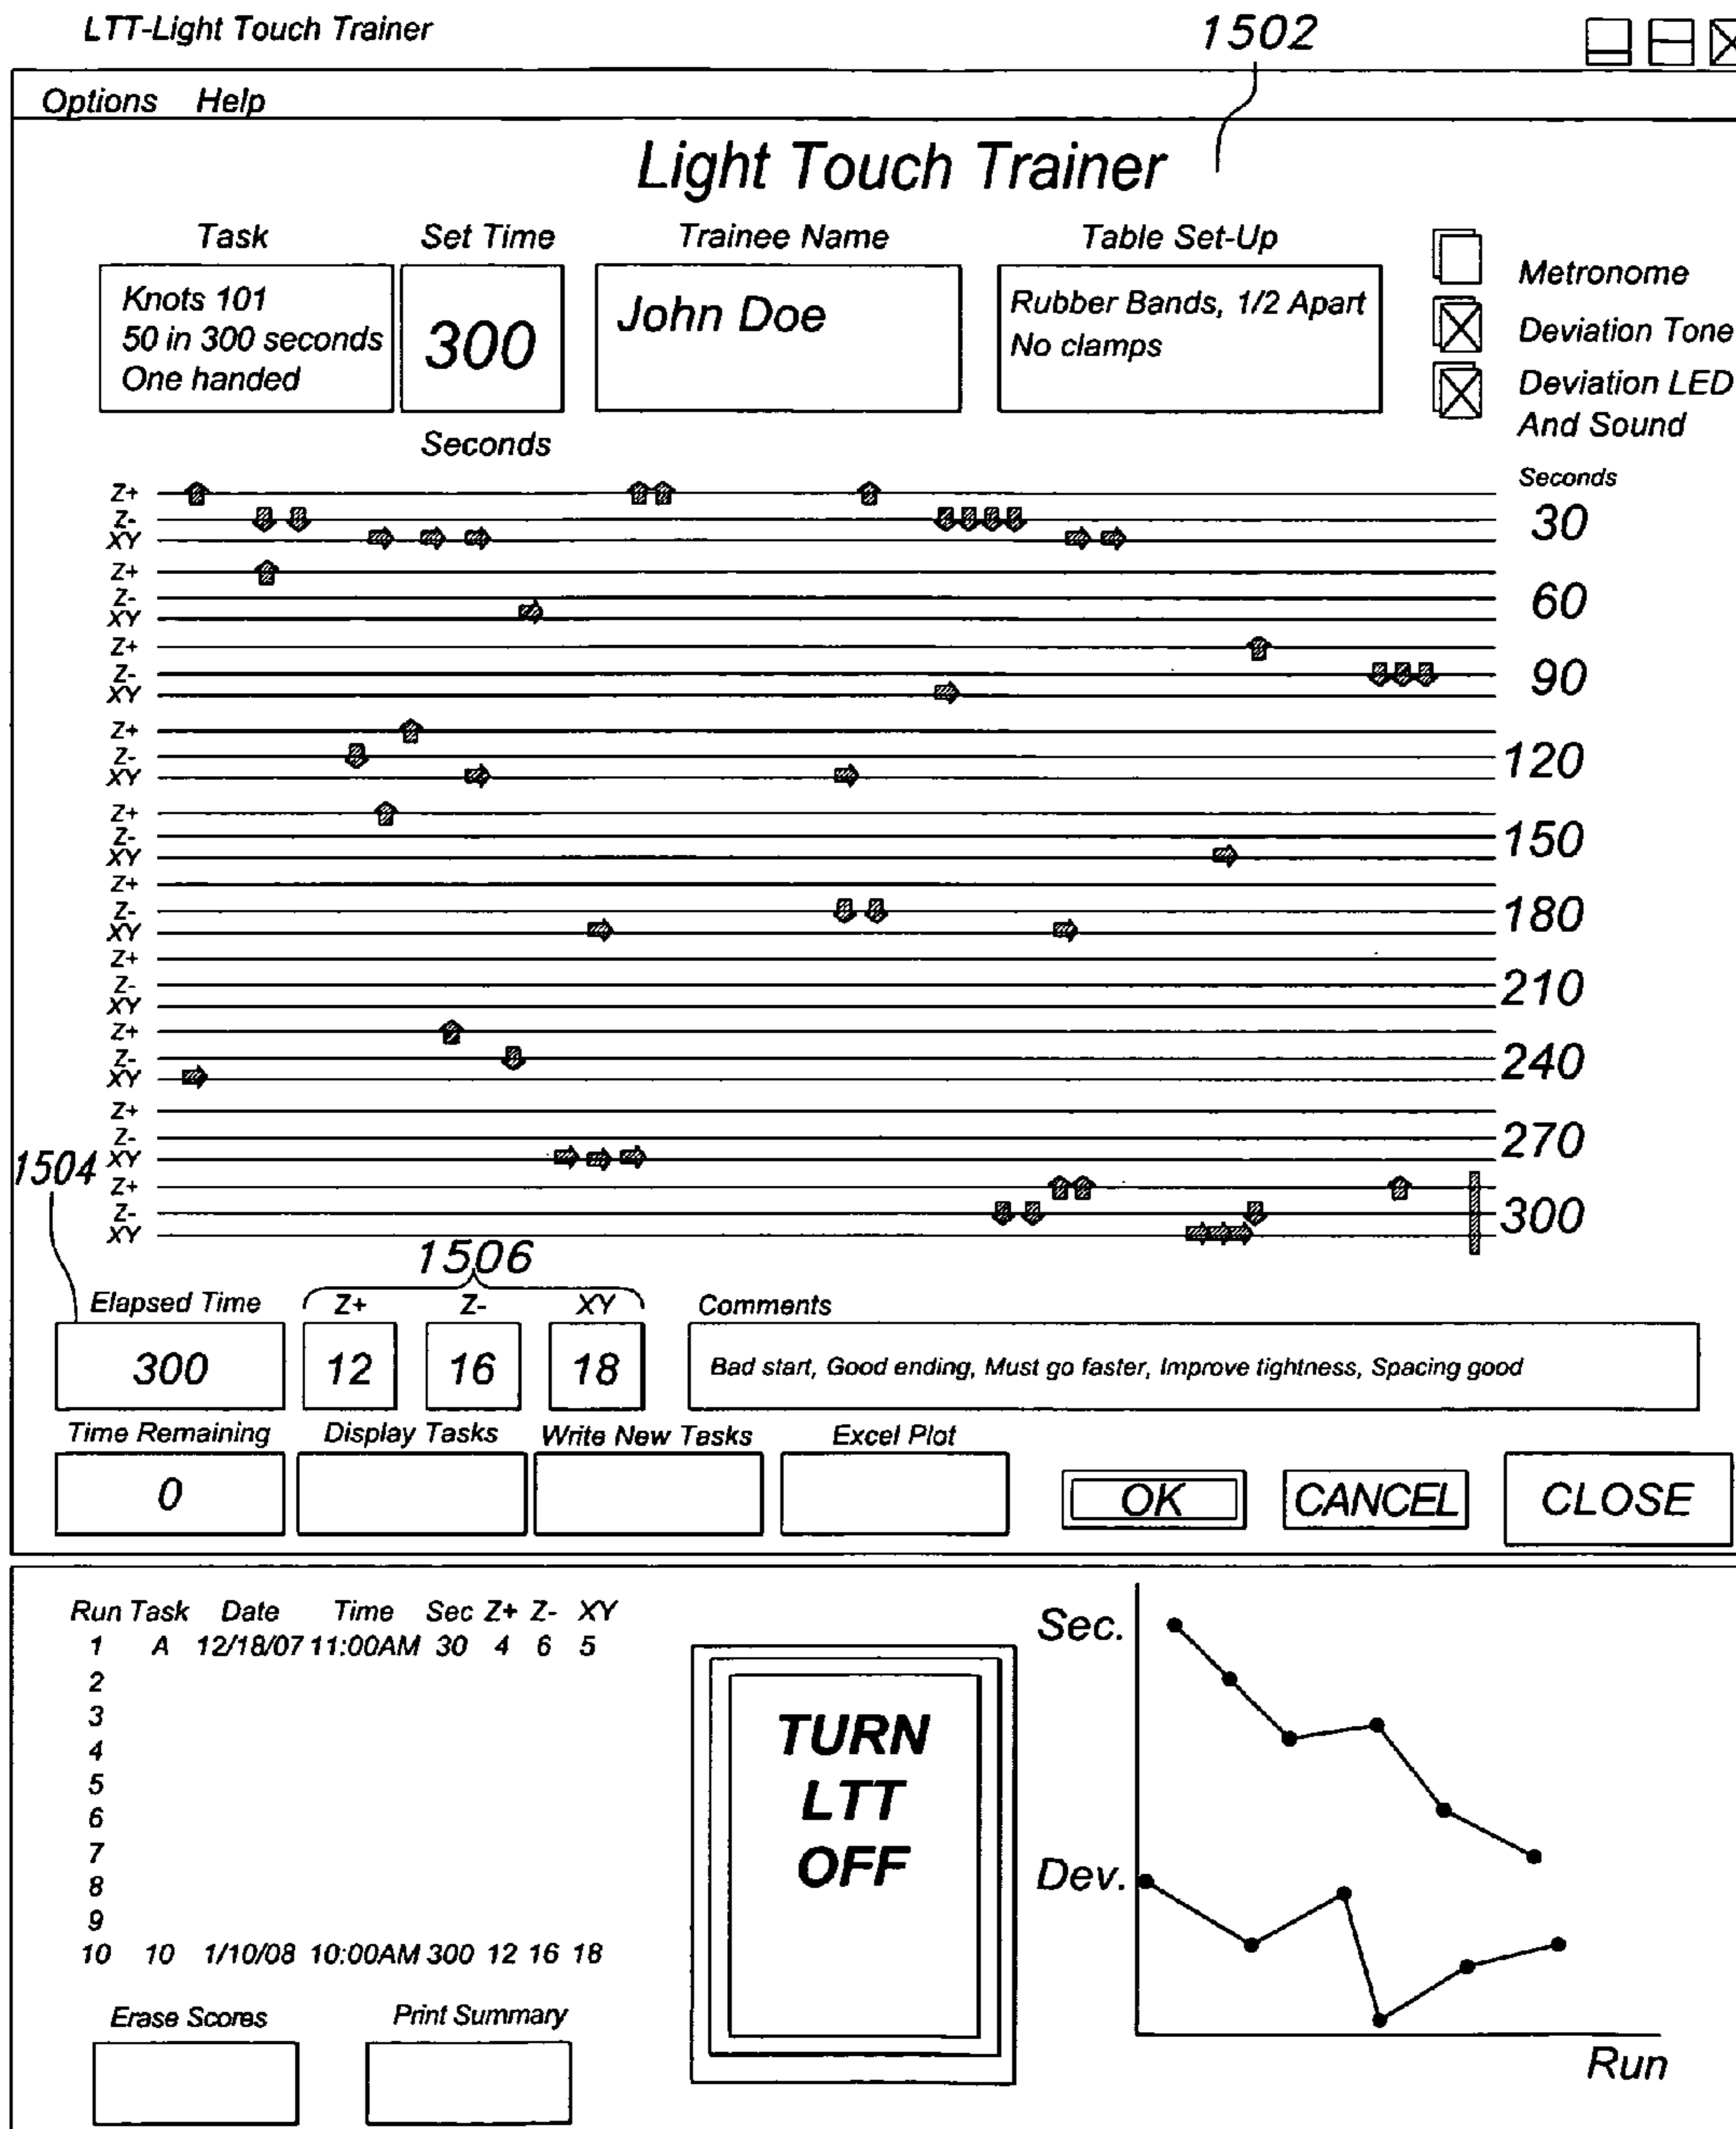 LTT-Light Touch Trainer
1502
Options Help
Light Touch Trainer
Task Set Time Trainee Name Table Set-Up
Knots 101
50 in 300 seconds
One handed
300
John Doe
Rubber Bands, 1/2 Apart
No clamps
Metronome
Deviation Tone
Deviation LED
And Sound
Seconds
Seconds
Z+
Z-
XY
30
Z+
Z-
XY
60
Z+
Z-
XY
90
Z+
Z-
XY
120
Z+
Z-
XY
150
Z+
Z-
XY
180
Z+
Z-
XY
210
Z+
Z-
XY
240
Z+
Z-
XY
270
1504
Z+
Z-
XY
300
1506
Elapsed Time Z+ Z- XY Comments
300 12 16 18 Bad start, Good ending, Must go faster, Improve tightness, Spacing good
Time Remaining Display Tasks Write New Tasks Excel Plot
0 OK CANCEL CLOSE
Run Task Date Time Sec Z+ Z- XY
1 A 12/18/07 11:00AM 30 4 6 5
2
3
4
5
6
7
8
9
10 10 1/10/08 10:00AM 300 12 16 18
Erase Scores Print Summary
TURN
LTT
OFF
Sec.
Dev.
Run